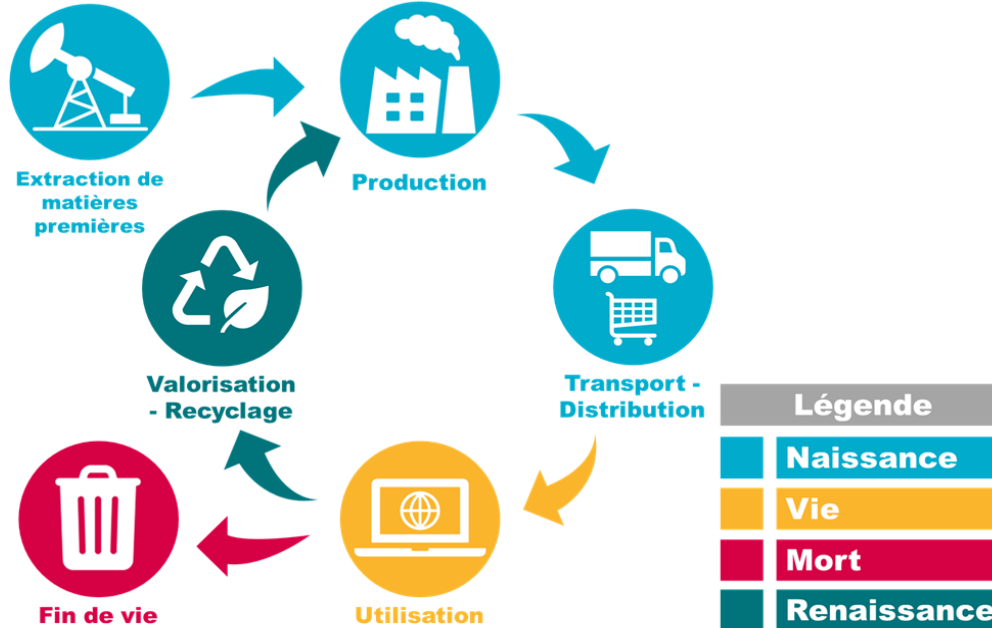 Extraction de
matières
premières
Production
Valorisation
- Recyclage
Transport -
Distribution
Fin de vie
Utilisation
Légende
Naissance
Vie
Mort
Renaissance